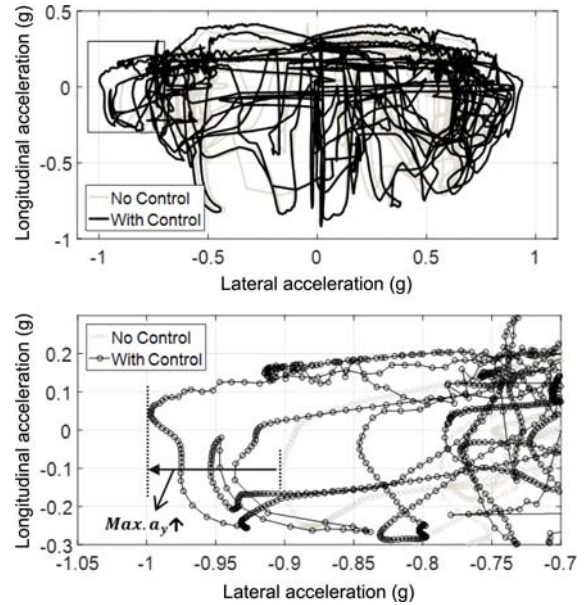 Longitudinal acceleration (g)
0.5
0
-0.5
-1
No Control
With Control
-1
-0.5
0
0.5
1
Lateral acceleration (g)
Longitudinal acceleration (g)
0.2
0.1
0
-0.1
-0.2
-0.3
No Control
With Control
Max. a_y↑
-1.05
-1
-0.95
-0.9
-0.85
-0.8
-0.75
-0.7
Lateral acceleration (g)